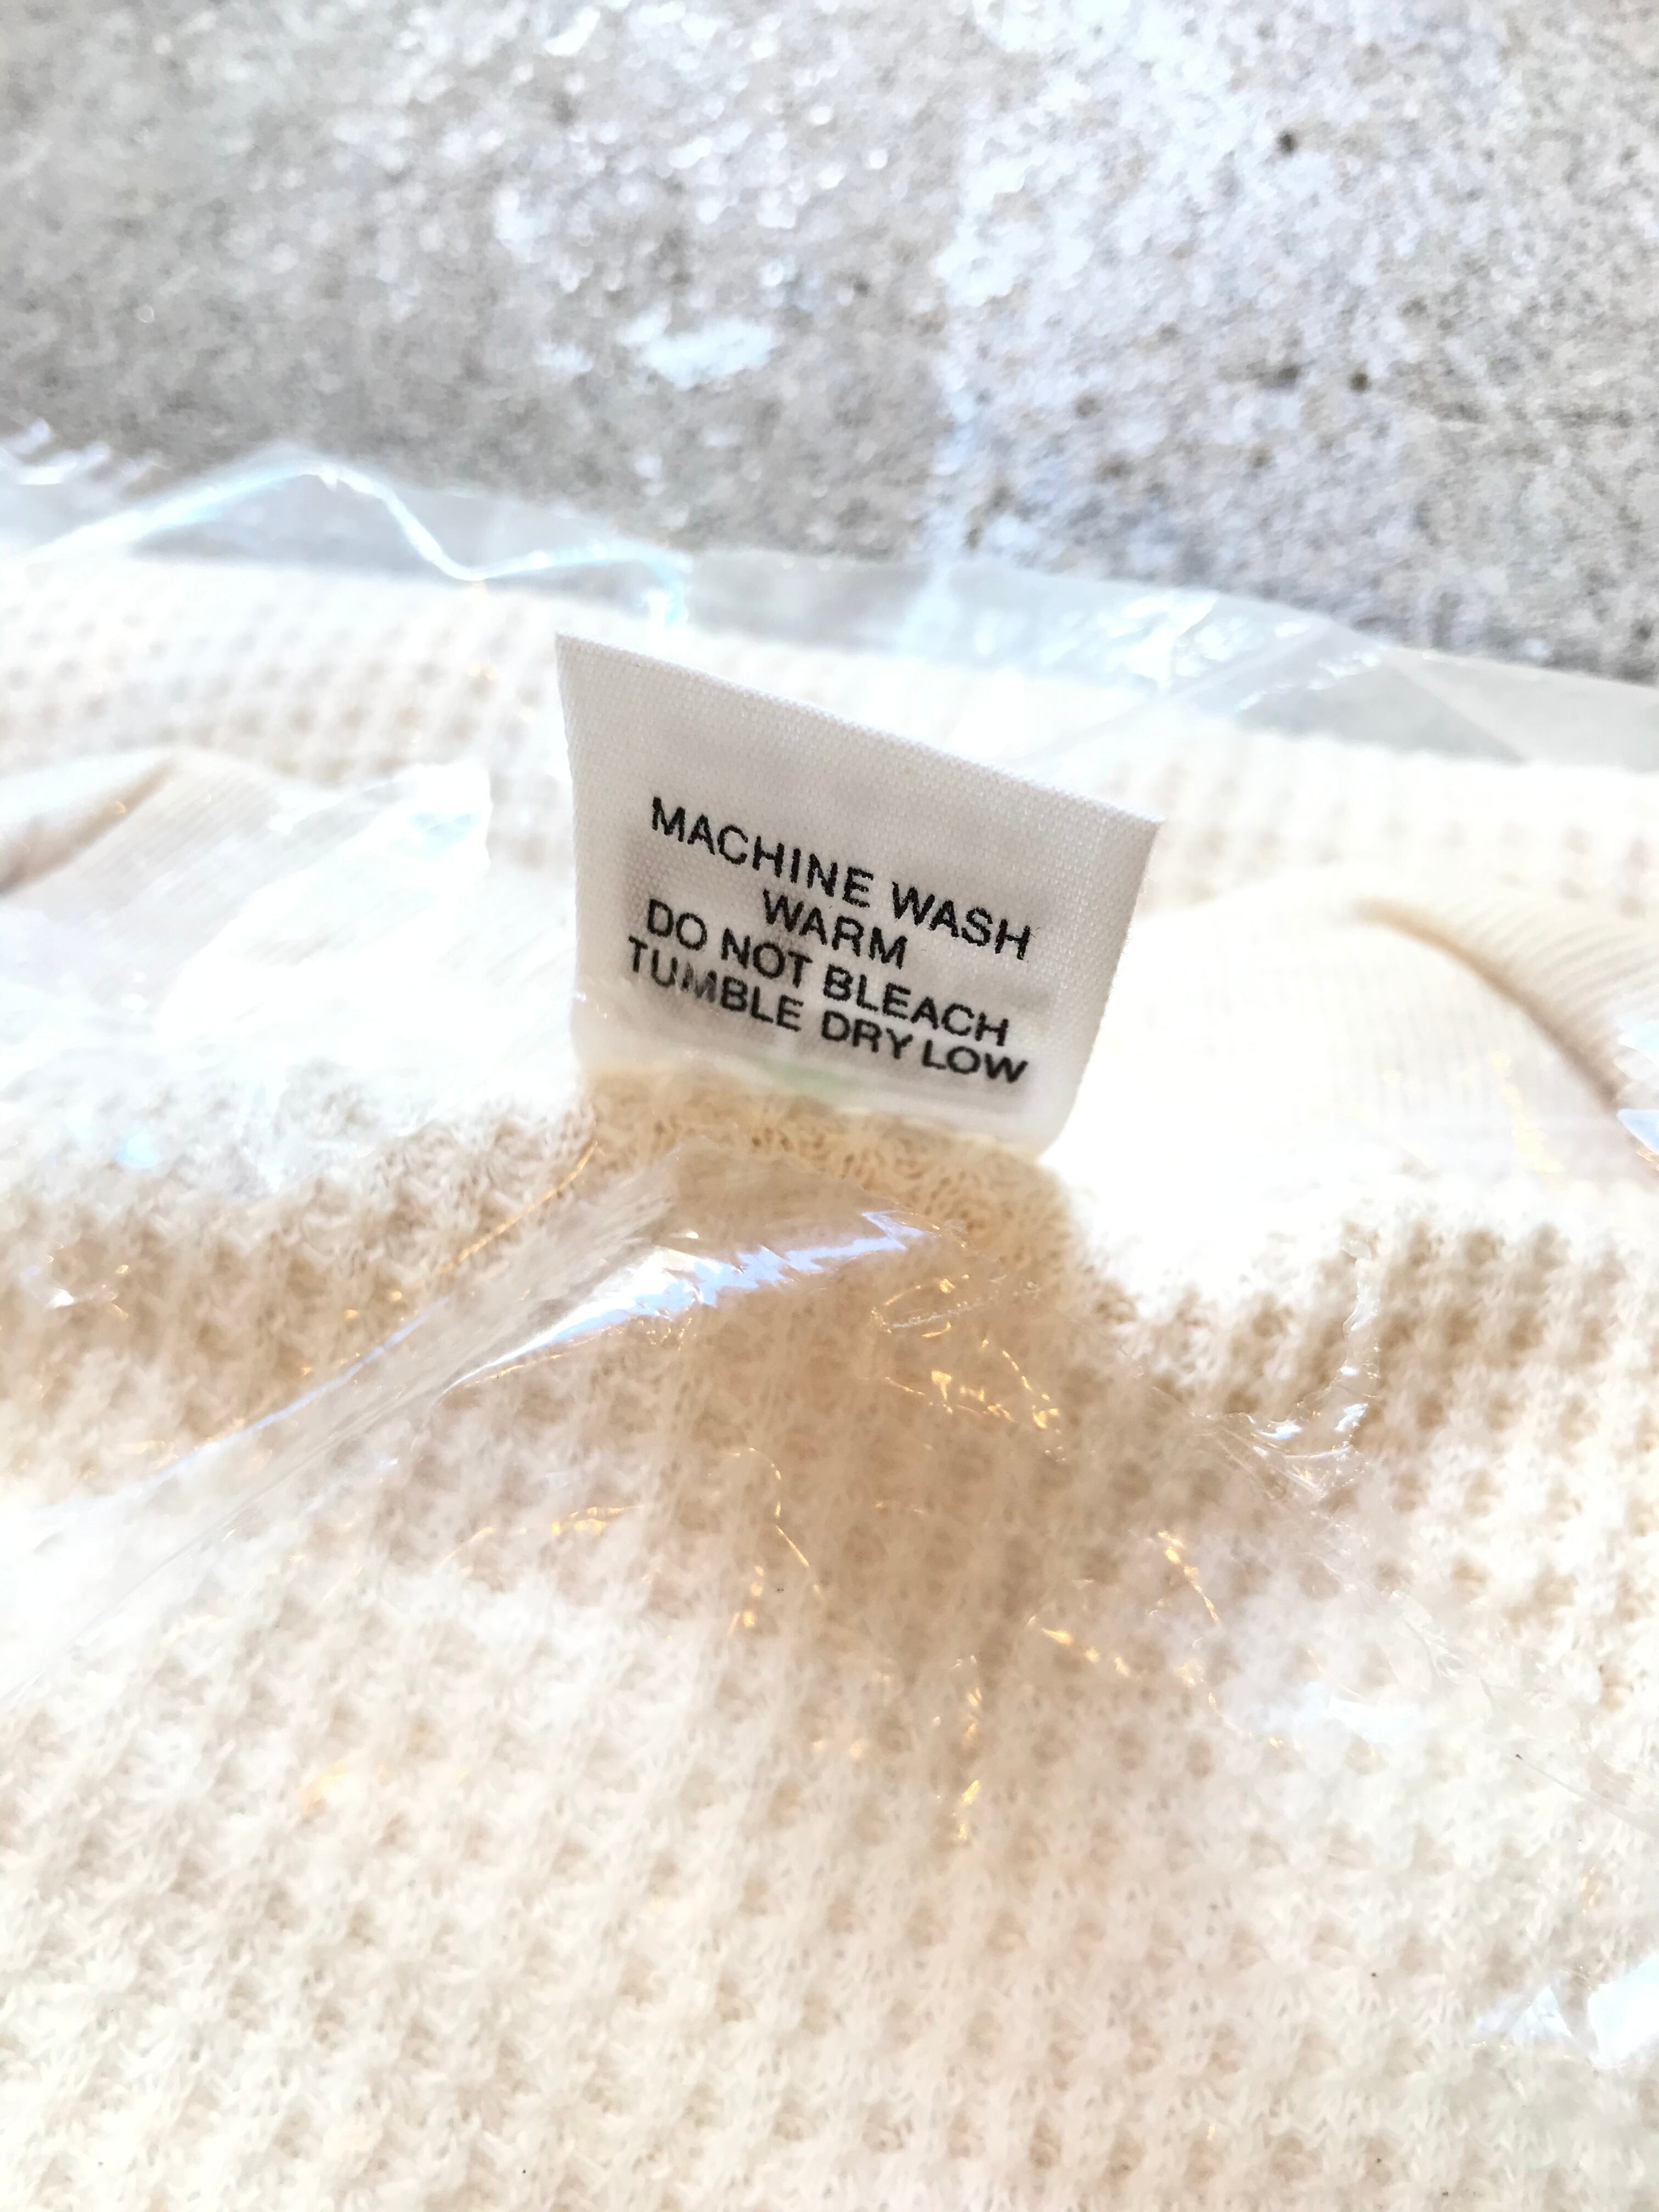 MACHINE WASH
WARM
DO NOT BLEACH
TUMBLE DRY LOW